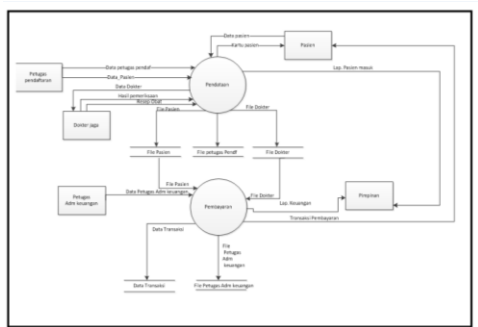 Data pasien
Kartu pasien
Pasien
Petugas
pendaftaran
Data petugas pendaf
Data_Pasien
Pendataan
Lap. Pasien masuk
Data Dokter
Hasil pemeriksaan
Resep Obat
File Pasien
File Dokter
Dokter jaga
File Pasien
File petugas Pendf
File Dokter
File Pasien
Petugas
Adm keuangan
Data Petugas Adm keuangan
Pembayaran
File Dokter
Lap. Keuangan
Pimpinan
Transaksi Pembayaran
Data Transaksi
File
Petugas
Adm
keuangan
Data Transaksi
File Petugas Adm keuangan